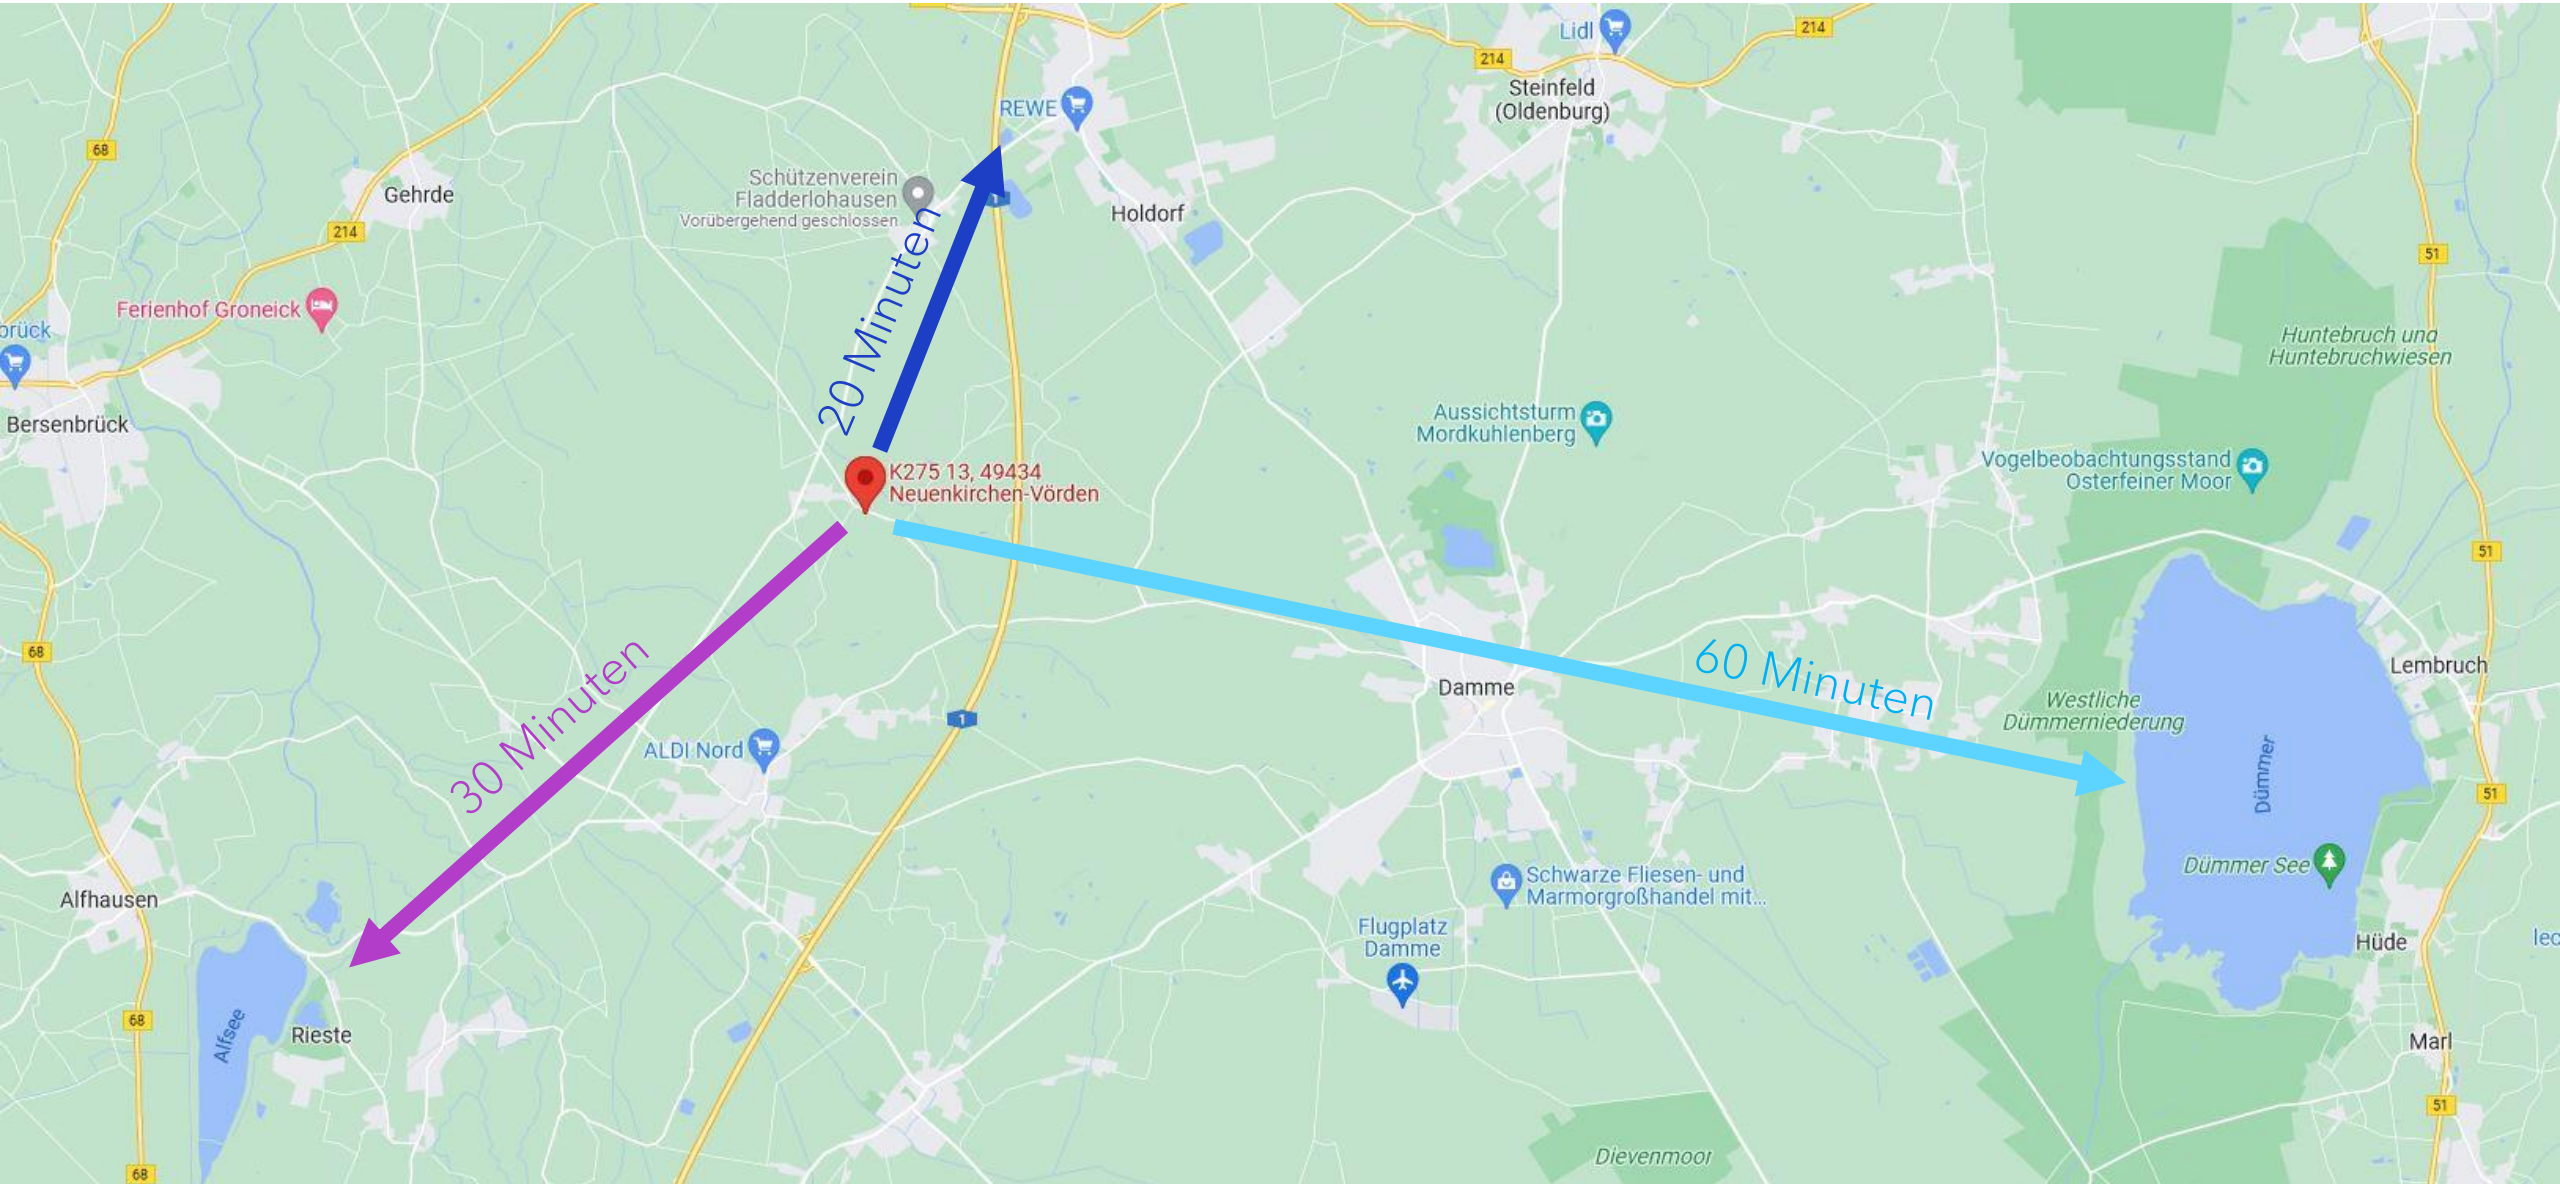 Lidl
214
214
Steinfeld
(Oldenburg)
REWE
68
Schützenverein
Fladderlohausen
Vorübergehend geschlossen
Gehrde
1
Holdorf
214
51
20 Minuten
Ferienhof Groneick
brück
Huntebruch und
Huntebruchwiesen
Bersenbrück
Aussichtsturm
Mordkuhlenberg
Vogelbeobachtungsstand
Osterfeiner Moor
K275 13, 49434
Neuenkirchen-Vörden
51
68
30 Minuten
60 Minuten
Lembruch
Damme
Westliche
Dümmerniederung
1
ALDI Nord
Dümmer
51
Dümmer See
Schwarze Fliesen- und
Marmorgroßhandel mit...
Alfhausen
Flugplatz
Damme
Hüde
lec
68
Alfsee
Rieste
Marl
51
Dievenmoor
68